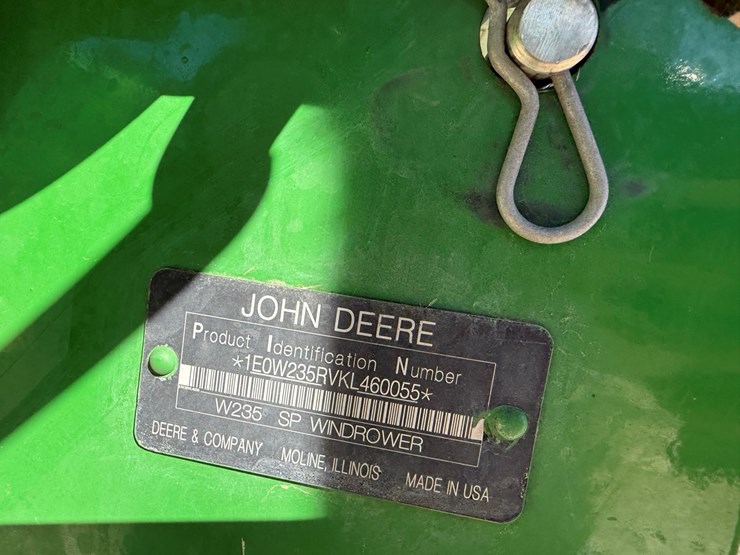 JOHN DEERE
Product Identification Number
*1E0W235RVKL460055*
W235 SP WINDROWER
DEERE & COMPANY MOLINE, ILLINOIS MADE IN USA